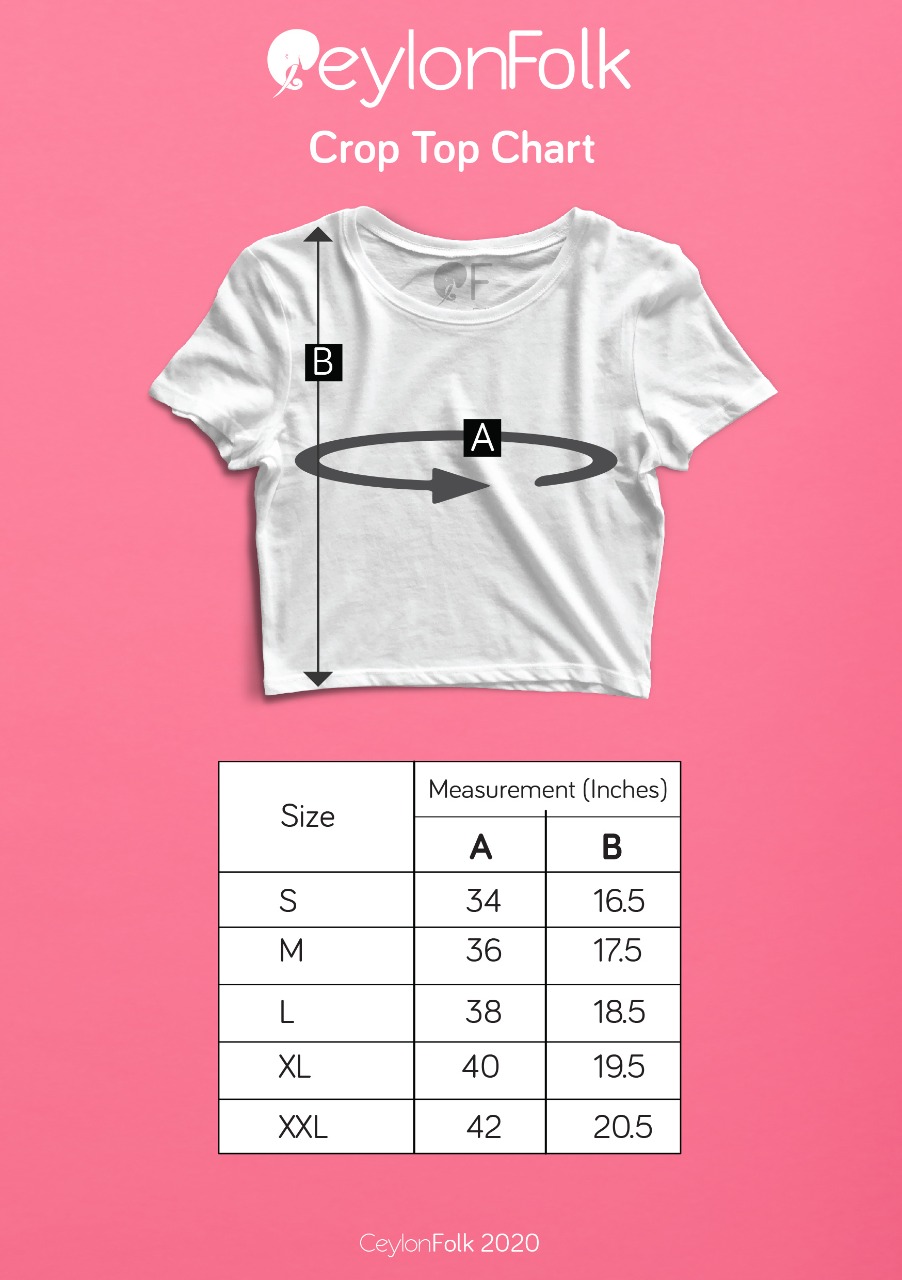 CeylonFolk
Crop Top Chart
F
B
A
Size
Measurement (Inches)
A B
S 34 16.5
M 36 17.5
L 38 18.5
XL 40 19.5
XXL 42 20.5
CeylonFolk 2020